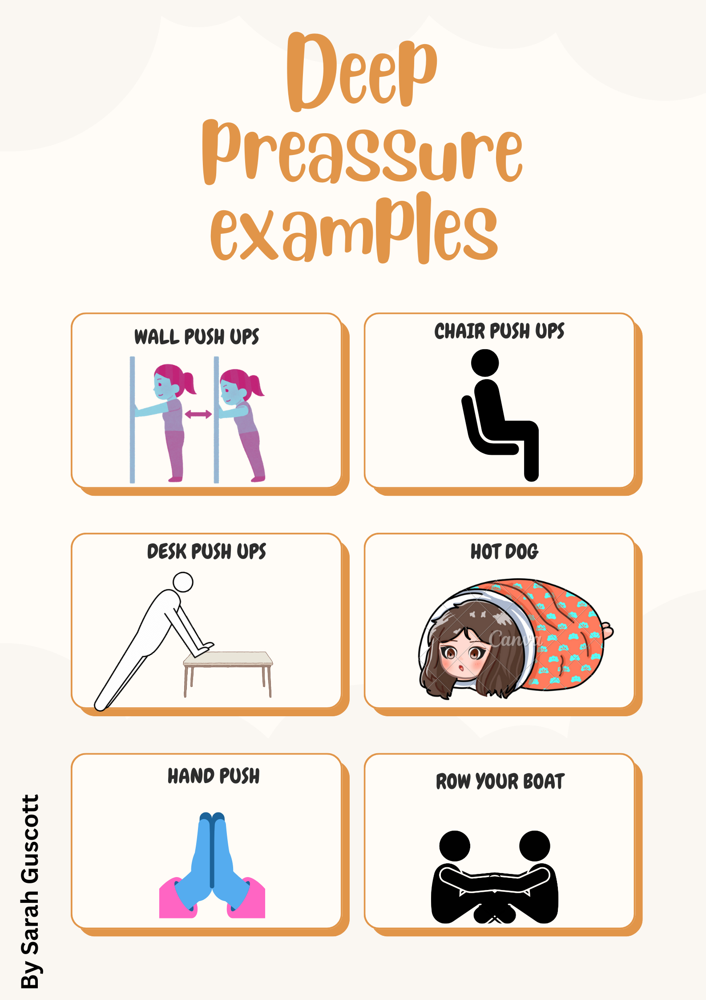 Deep
Preassure
examples
WALL PUSH UPS
CHAIR PUSH UPS
DESK PUSH UPS
HOT DOG
Canva
HAND PUSH
ROW YOUR BOAT
By Sarah Guscott